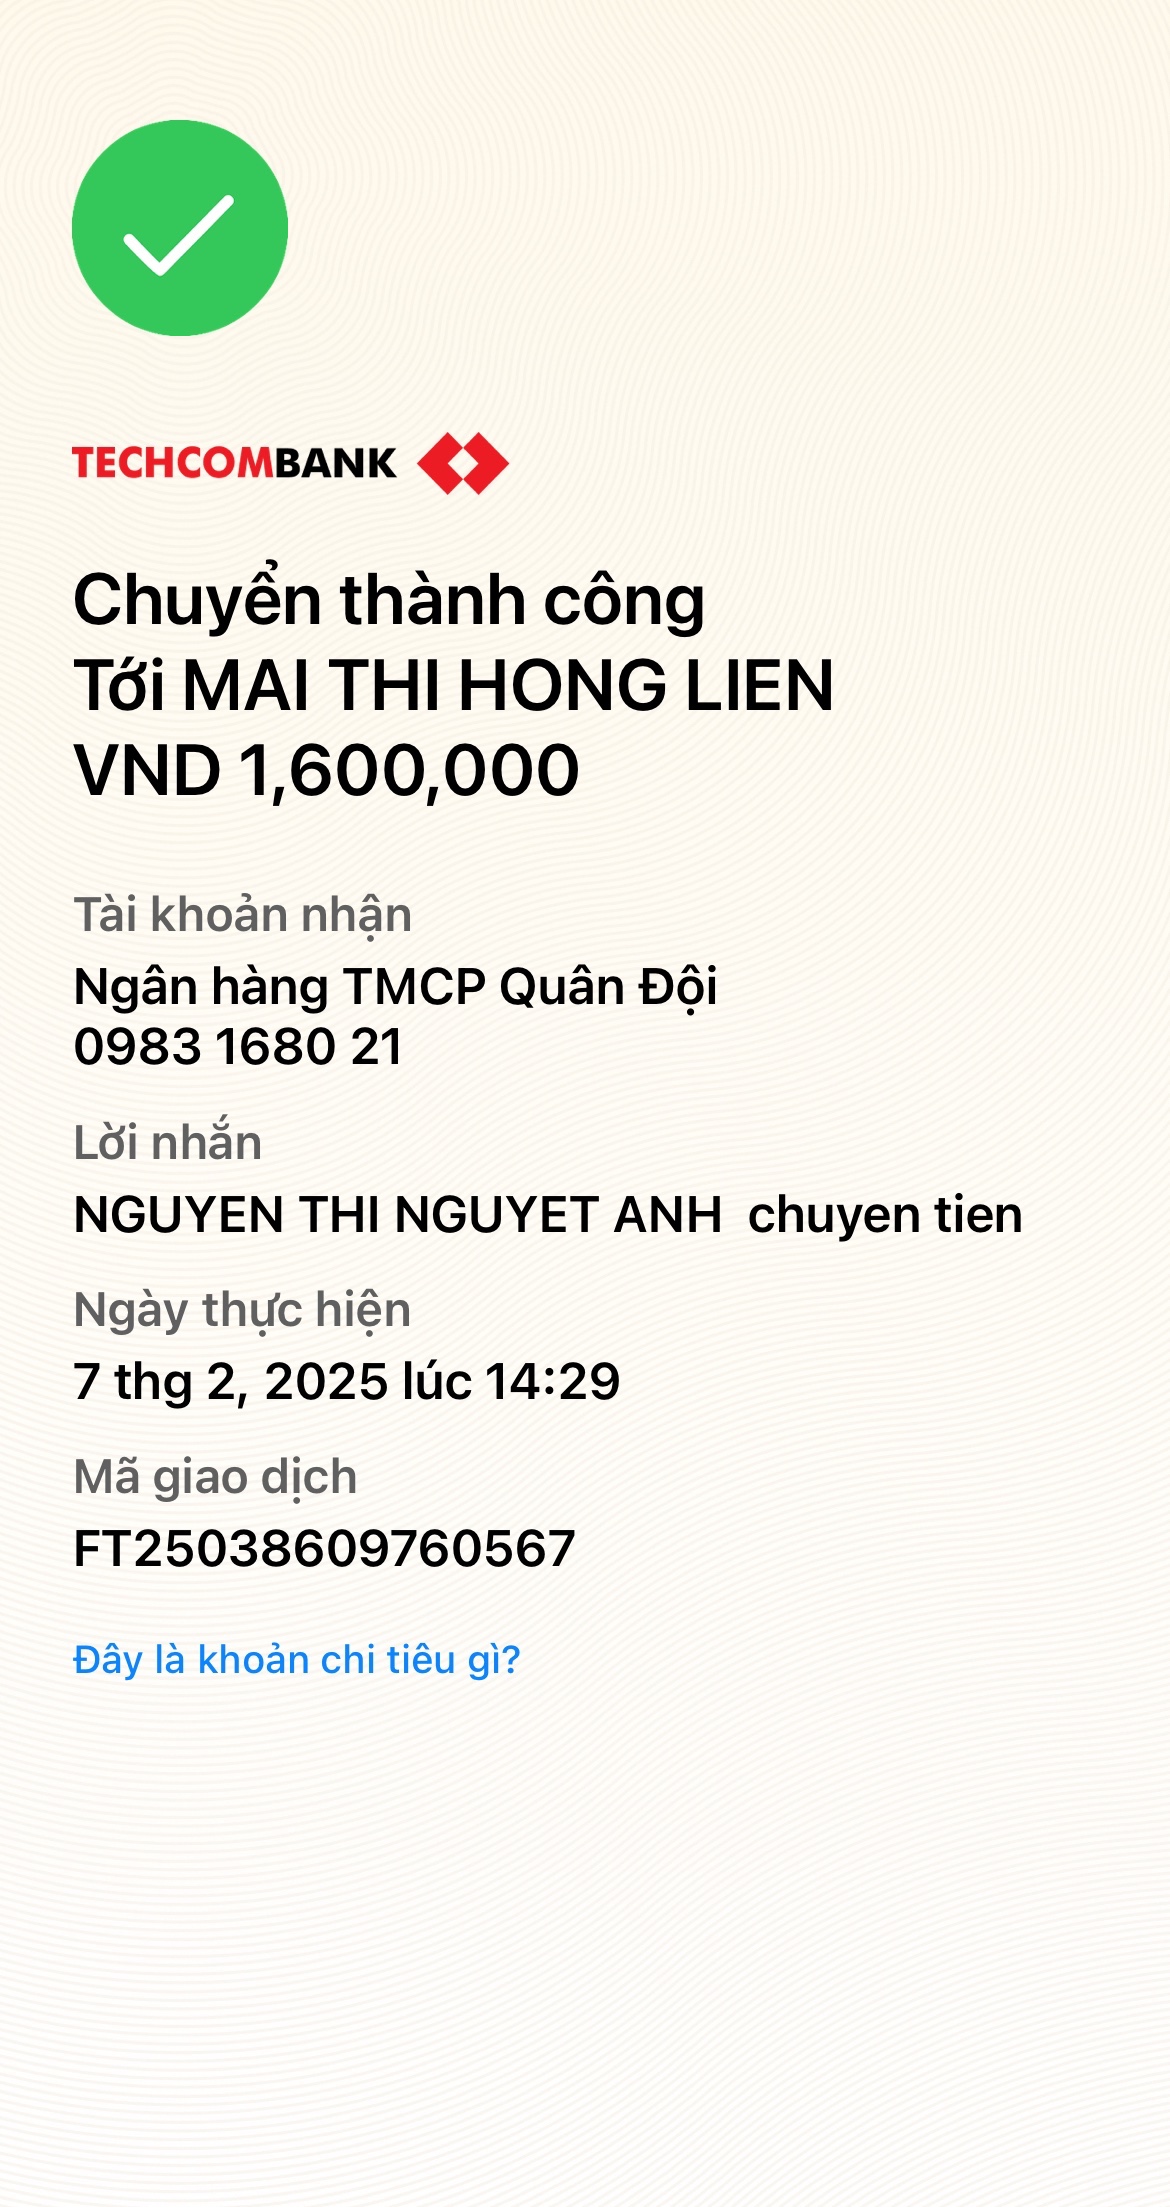 TECHCOMBANK
Chuyển thành công
Tới MAI THI HONG LIEN
VND 1,600,000
Tài khoản nhận
Ngân hàng TMCP Quân Đội
0983 1680 21
Lời nhắn
NGUYEN THI NGUYET ANH  chuyen tien
Ngày thực hiện
7 thg 2, 2025 lúc 14:29
Mã giao dịch
FT25038609760567
Đây là khoản chi tiêu gì?